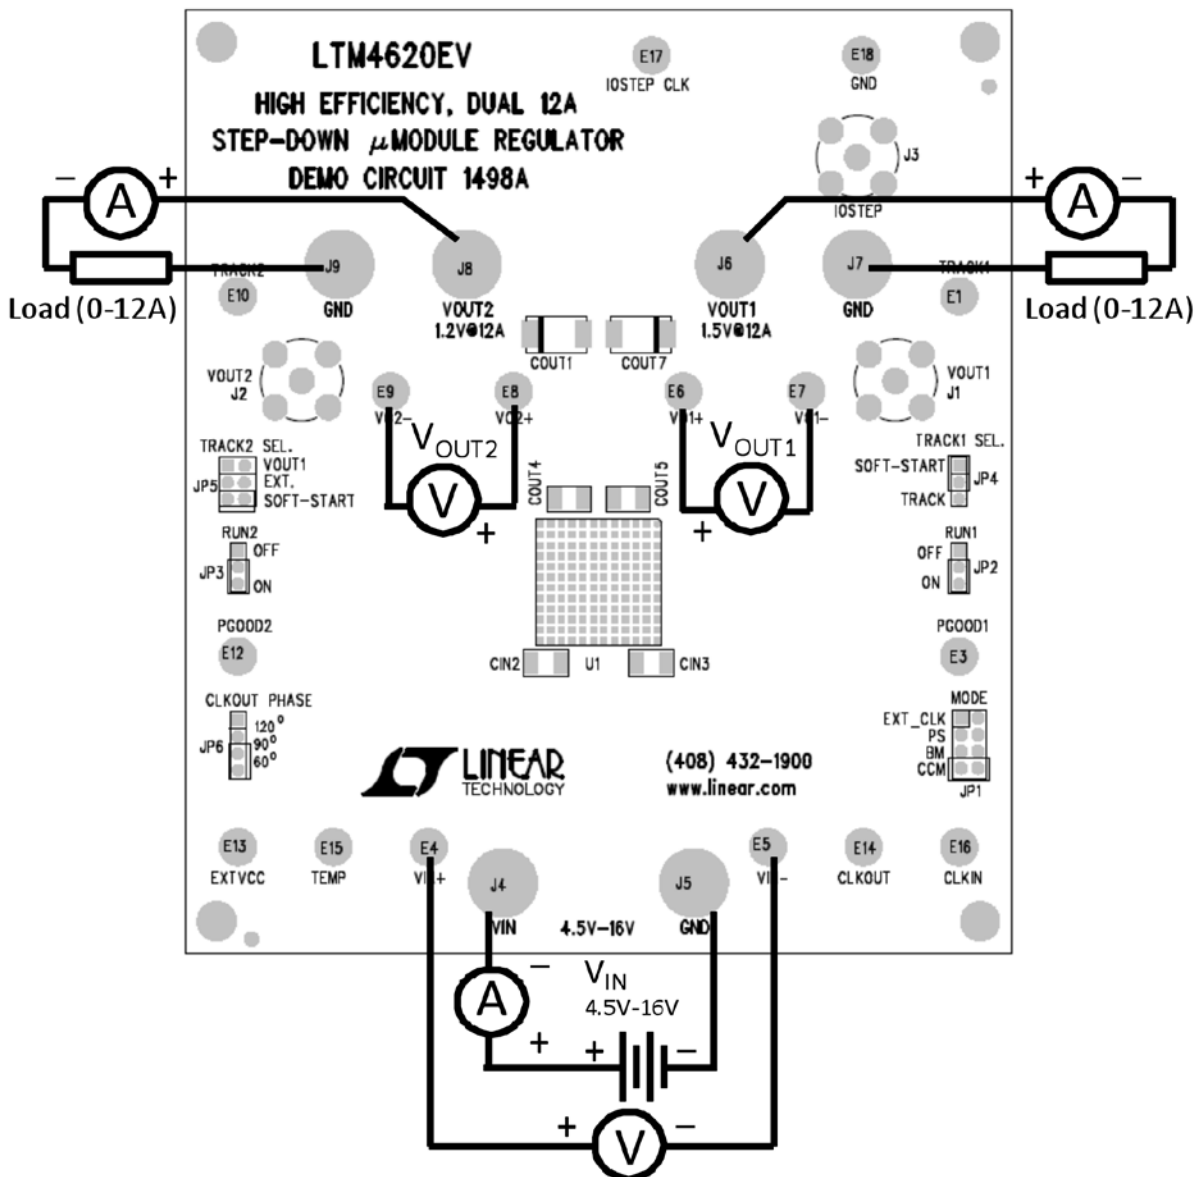 LTM4620EV
HIGH EFFICIENCY, DUAL 12A
STEP-DOWN µMODULE REGULATOR
DEMO CIRCUIT 1498A
E17
IOSTEP CLK
E18
GND
J3
IOSTEP
- A +
+ A -
Load (0-12A)
Load (0-12A)
TRACK2
E10
J9
GND
J8
VOUT2
1.2V@12A
J6
VOUT1
1.5V@12A
J7
GND
TRACK1
E1
COUT1
COUT7
VOUT2
J2
E9
VO2-
E8
VO2+
E6
VO1+
E7
VO1-
VOUT1
J1
VOUT2
V
+
VOUT1
V
+
COUT4
COUT5
TRACK2 SEL.
VOUT1
JP5
EXT.
SOFT-START
TRACK1 SEL.
SOFT-START
JP4
TRACK
RUN2
OFF
JP3
ON
RUN1
OFF
JP2
ON
PGOOD2
E12
PGOOD1
E3
CIN2
U1
CIN3
CLKOUT PHASE
120°
JP6
90°
60°
MODE
EXT_CLK
PS
BM
CCM
JP1
LINEAR
TECHNOLOGY
(408) 432-1900
www.linear.com
E13
EXTVCC
E15
TEMP
E4
VIN+
J4
VIN
4.5V-16V
J5
GND
E5
VIN-
E14
CLKOUT
E16
CLKIN
A
-
+
VIN
4.5V-16V
+ -
+ V -